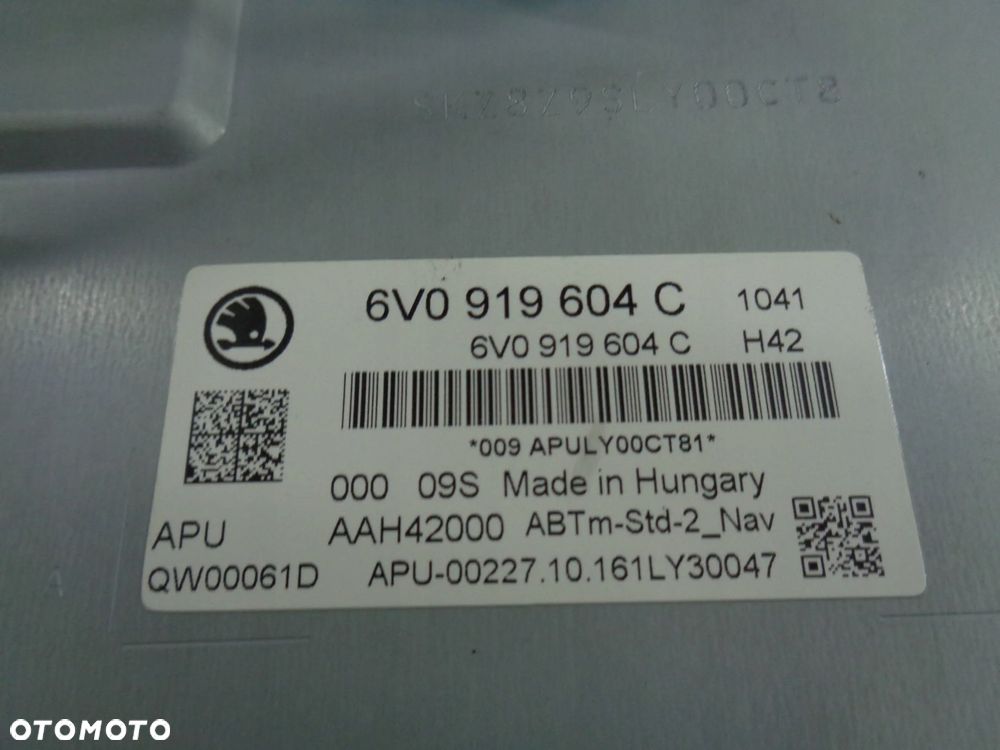 6V0 919 604 C 1041
6V0 919 604 C H42
*009 APULY00CT81*
000 09S Made in Hungary
APU AAH42000 ABTm-Std-2_Nav
QW00061D APU-00227.10.161LY30047
OTOMOTO